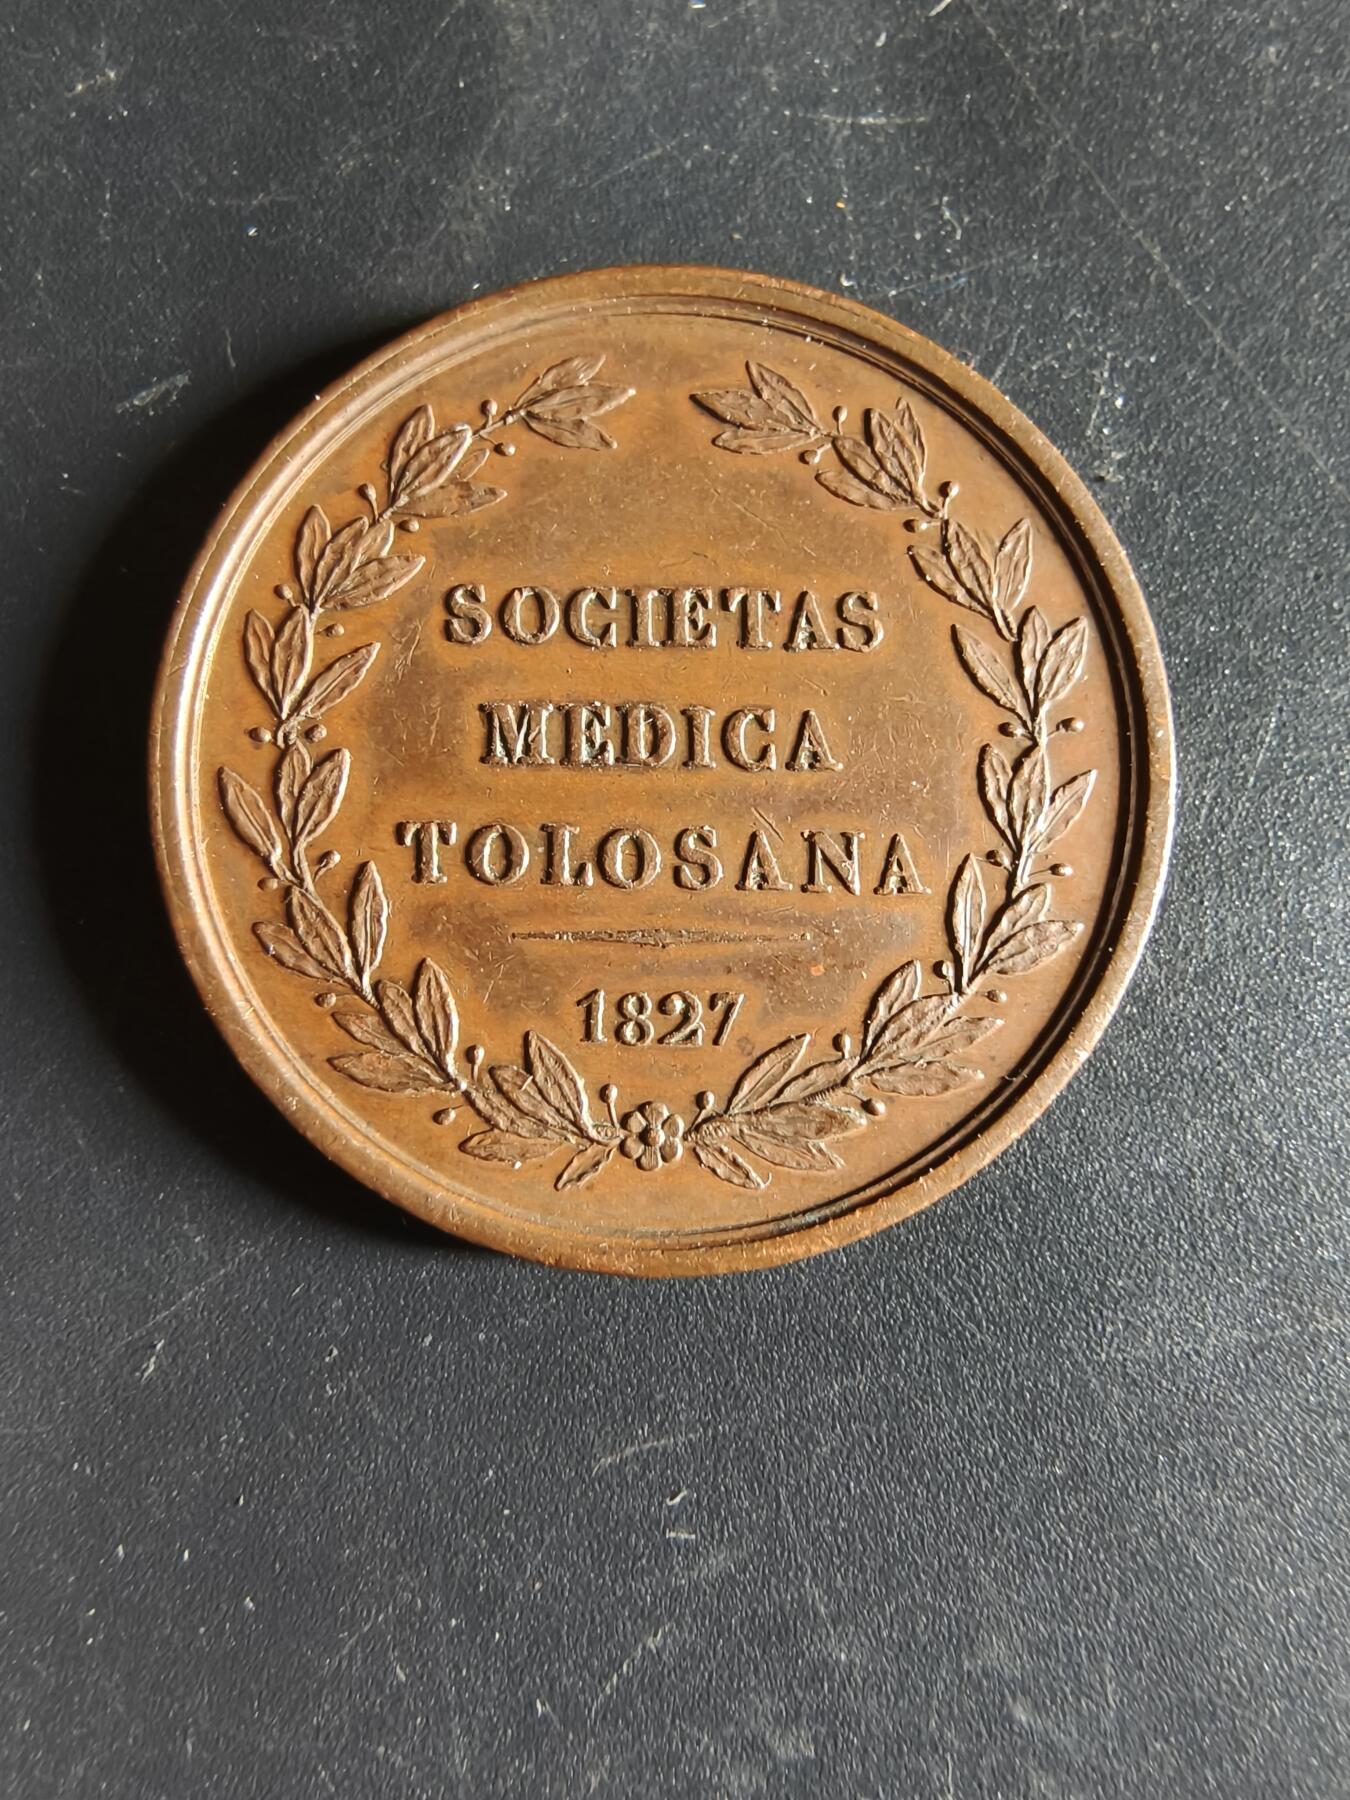 SOCIETAS
MEDICA
TOLOSANA
1827